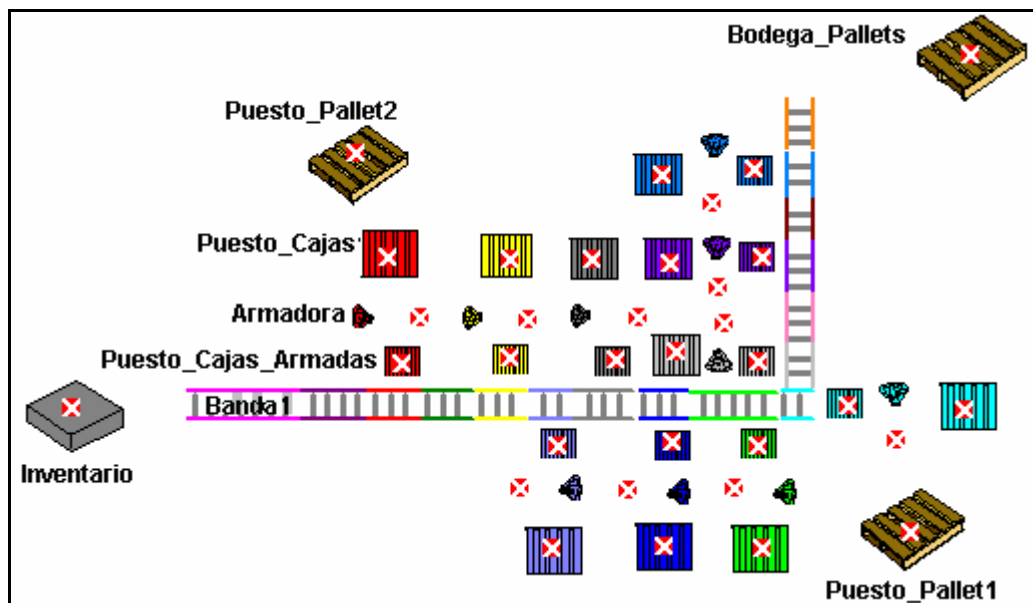 Bodega_Pallets
Puesto_Pallet2
Puesto_Cajas
Armadora
Puesto_Cajas_Armadas
Banda1
Inventario
Puesto_Pallet1